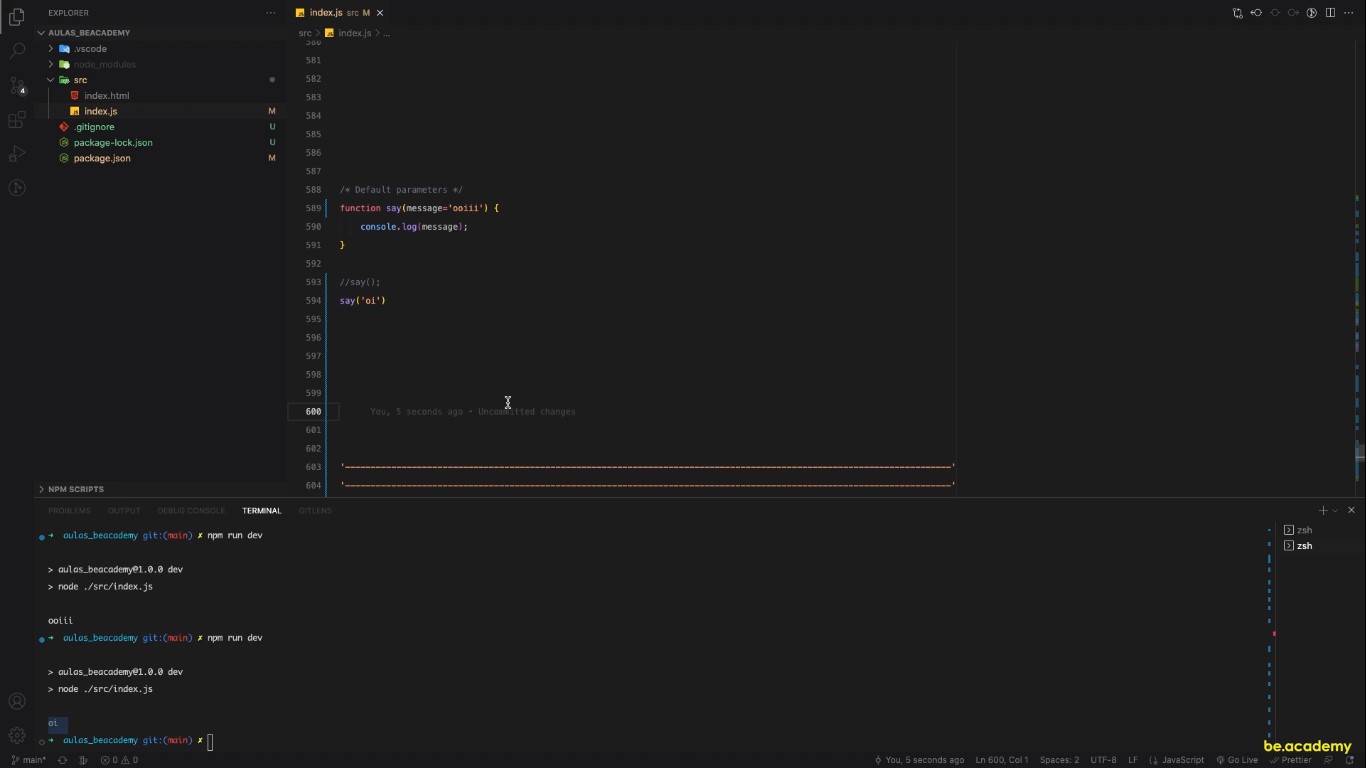 EXPLORER
index.js src M
AULAS_BEACADEMY
src > index.js > ...
.vscode
node_modules
src
index.html
index.js M
.gitignore U
package-lock.json U
package.json M
NPM SCRIPTS
4
580
581
582
583
584
585
586
587
588 /* Default parameters */
589 function say(message='ooiii') {
590 console.log(message);
591 }
592
593 //say();
594 say('oi')
595
596
597
598
599
600 You, 5 seconds ago • Uncommitted changes
601
602
603 '————————————————————————————————————————'
604 '————————————————————————————————————————'
PROBLEMS OUTPUT DEBUG CONSOLE TERMINAL GITLENS
➜ aulas_beacademy git:(main) ✗ npm run dev
> aulas_beacademy@1.0.0 dev
> node ./src/index.js
ooiii
➜ aulas_beacademy git:(main) ✗ npm run dev
> aulas_beacademy@1.0.0 dev
> node ./src/index.js
oi
➜ aulas_beacademy git:(main) ✗
zsh
zsh
be.academy
main* 0 0 You, 5 seconds ago Ln 600, Col 1 Spaces: 2 UTF-8 LF JavaScript Go Live Prettier